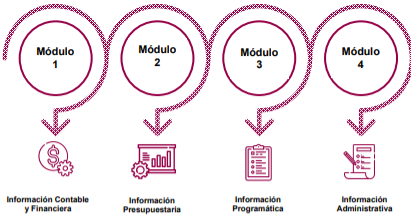 Módulo
1
Módulo
2
Módulo
3
Módulo
4
Información Contable
y Financiera
Información
Presupuestaria
Información
Programática
Información
Administrativa